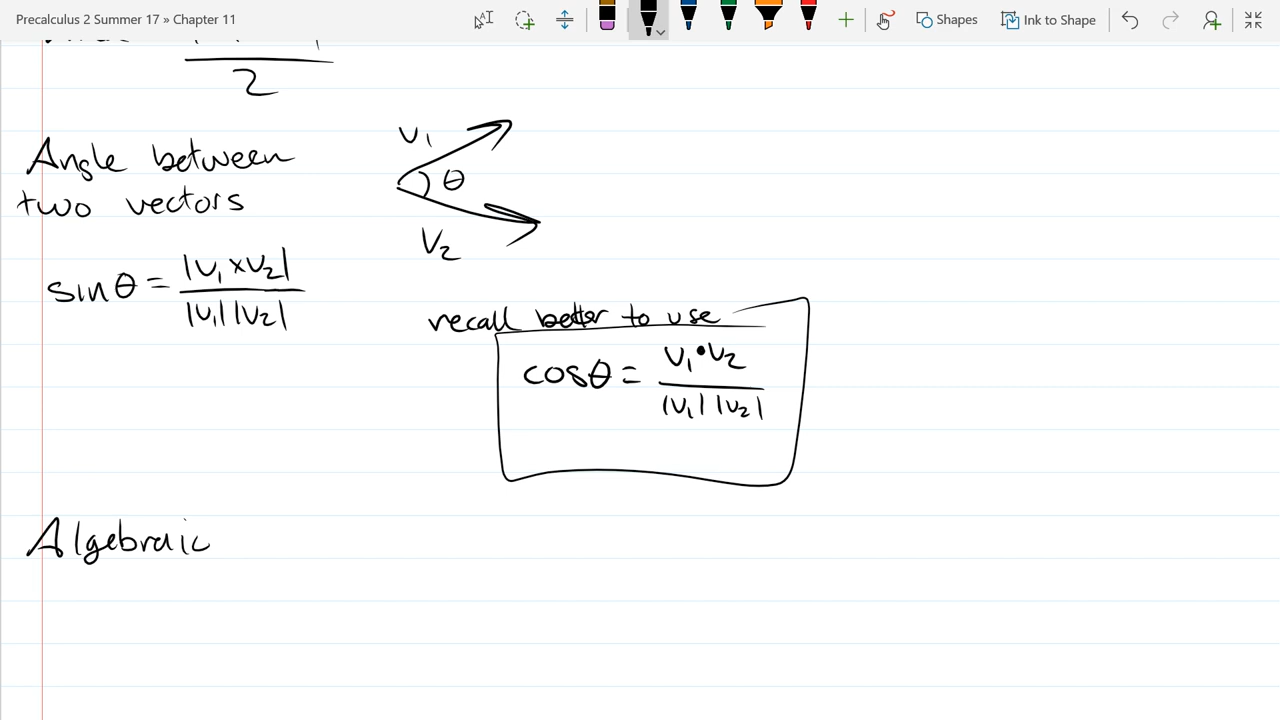 Precalculus 2 Summer 17 » Chapter 11
Shapes
Ink to Shape
2
Angle between
two vectors
v₁
θ
v₂
sinθ = |v₁×v₂| / |v₁| |v₂|
recall better to use
cosθ = v₁•v₂ / |v₁| |v₂|
Algebraic